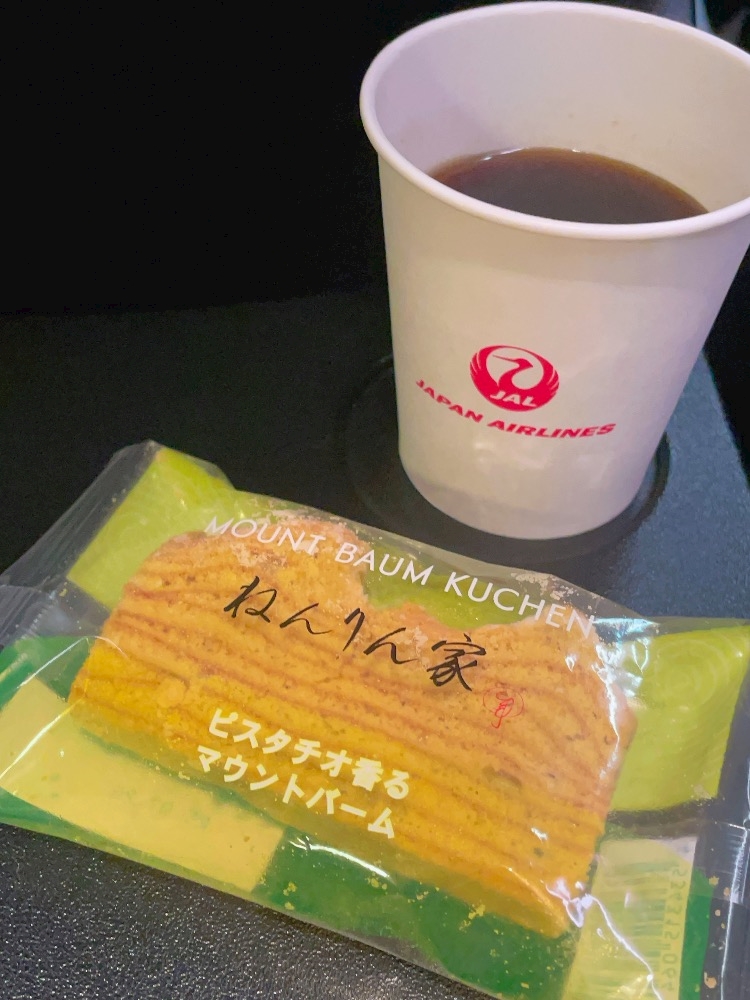 JAL
JAPAN AIRLINES
MOUNT BAUM KUCHEN
ねんりん家
ピスタチオ香る
マウントバーム